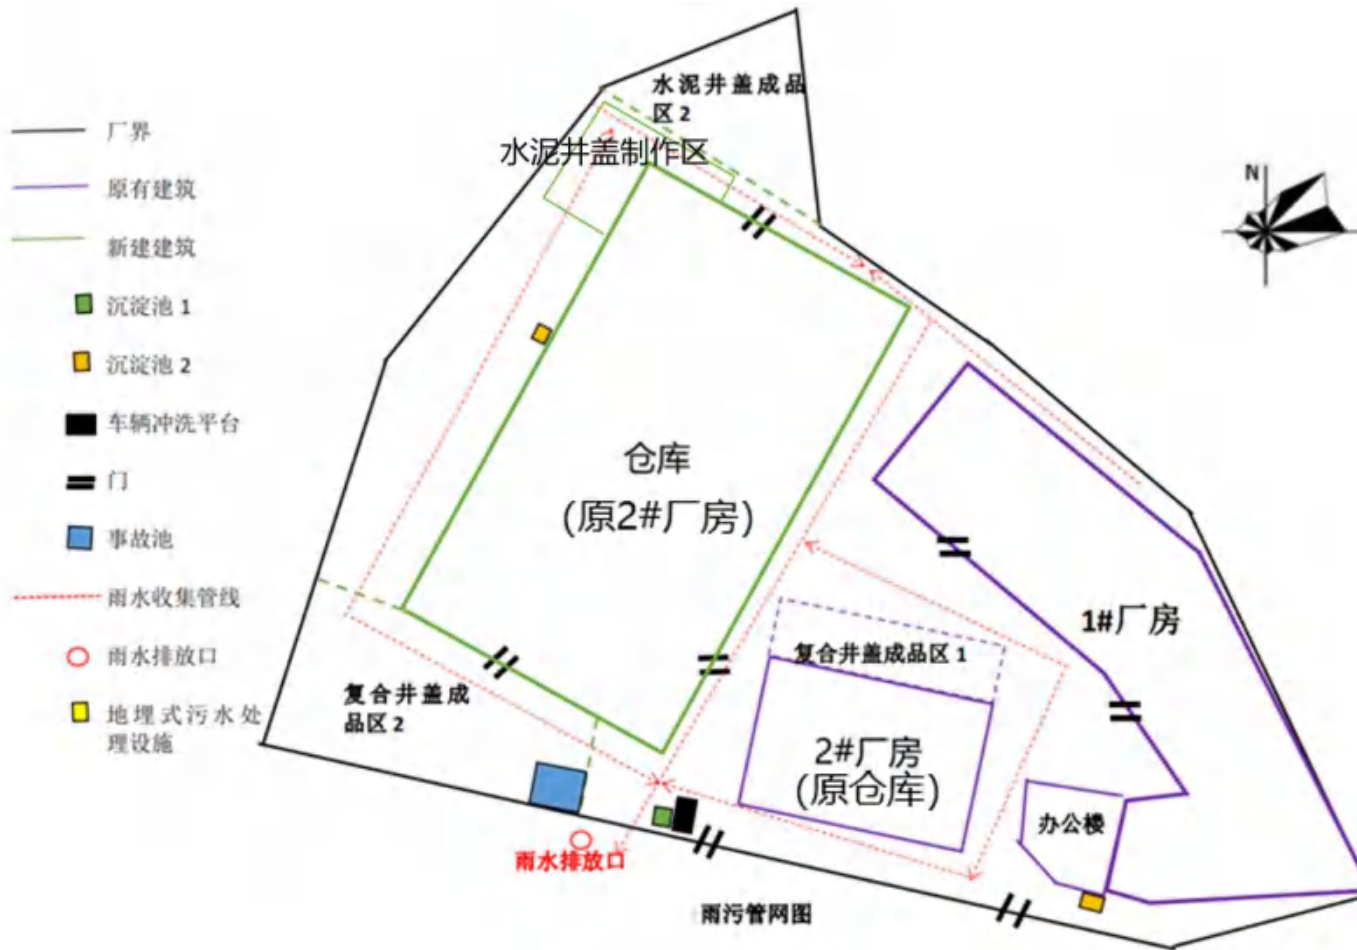 水泥井盖成品
区 2
水泥井盖制作区
厂界
原有建筑
新建建筑
沉淀池 1
沉淀池 2
车辆冲洗平台
门
事故池
雨水收集管线
雨水排放口
地埋式污水处
理设施
N
仓库
(原2#厂房)
1#厂房
复合井盖成品区 1
复合井盖成
品区 2
2#厂房
(原仓库)
办公楼
雨水排放口
雨污管网图